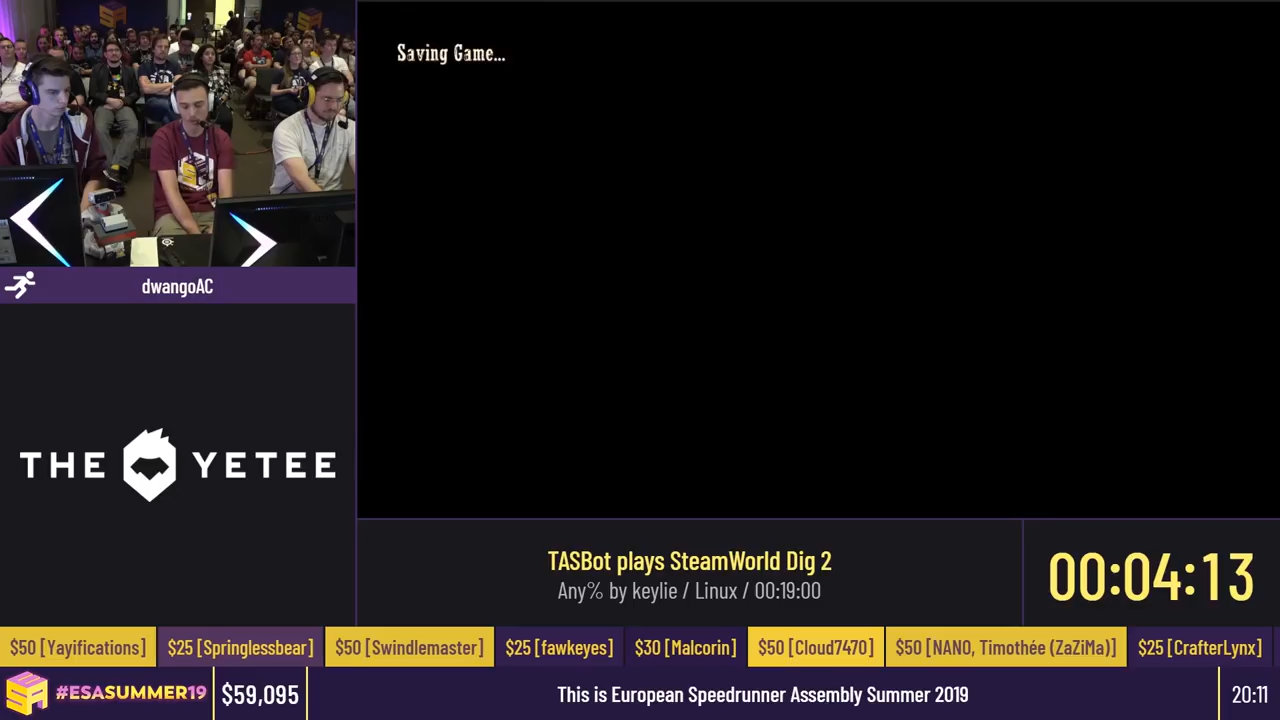 Saving Game...
dwangoAC
THE YETEE
TASBot plays SteamWorld Dig 2
Any% by keylie / Linux / 00:19:00
00:04:13
$50 [Yayifications] $25 [Springlessbear] $50 [Swindlemaster] $25 [fawkeyes] $30 [Malcorin] $50 [Cloud7470] $50 [NANO, Timothée (ZaZiMa)] $25 [CrafterLynx]
#ESASUMMER19 $59,095 This is European Speedrunner Assembly Summer 2019 20:11